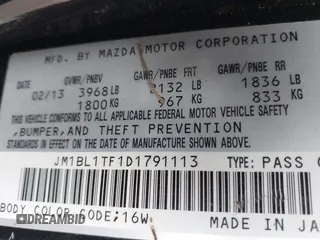 MFD. BY MAZDA MOTOR CORPORATION
GVWR/PNBV GAWR/PNBE FRT GAWR/PNBE RR
02/13 3968 LB 2132 LB 1836 LB
1800 KG 967 KG 833 KG
THIS VEHICLE CONFORMS TO ALL APPLICABLE FEDERAL MOTOR VEHICLE SAFETY
, BUMPER, AND THEFT PREVENTION
STANDARDS IN EFFECT ON THE DATE OF MANUFACTURE SHOWN ABOVE.
JM1BL1TF1D1791113 TYPE: PASS
BODY COLOR CODE: 16W MADE IN JA
DREAMBID